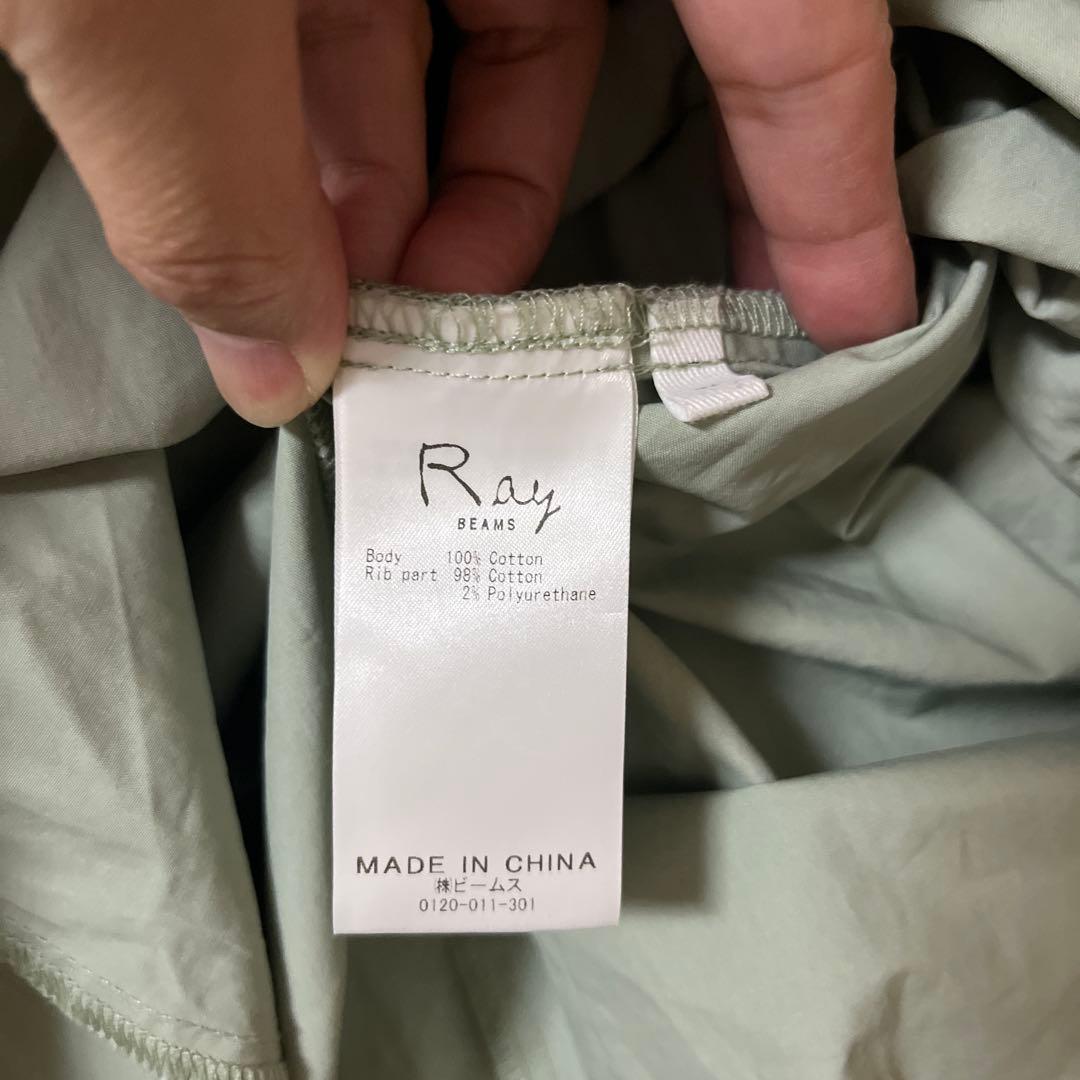 Ray
BEAMS
Body 100% Cotton
Rib part 98% Cotton
2% Polyurethane
MADE IN CHINA
㈱ビームス
0120-011-301